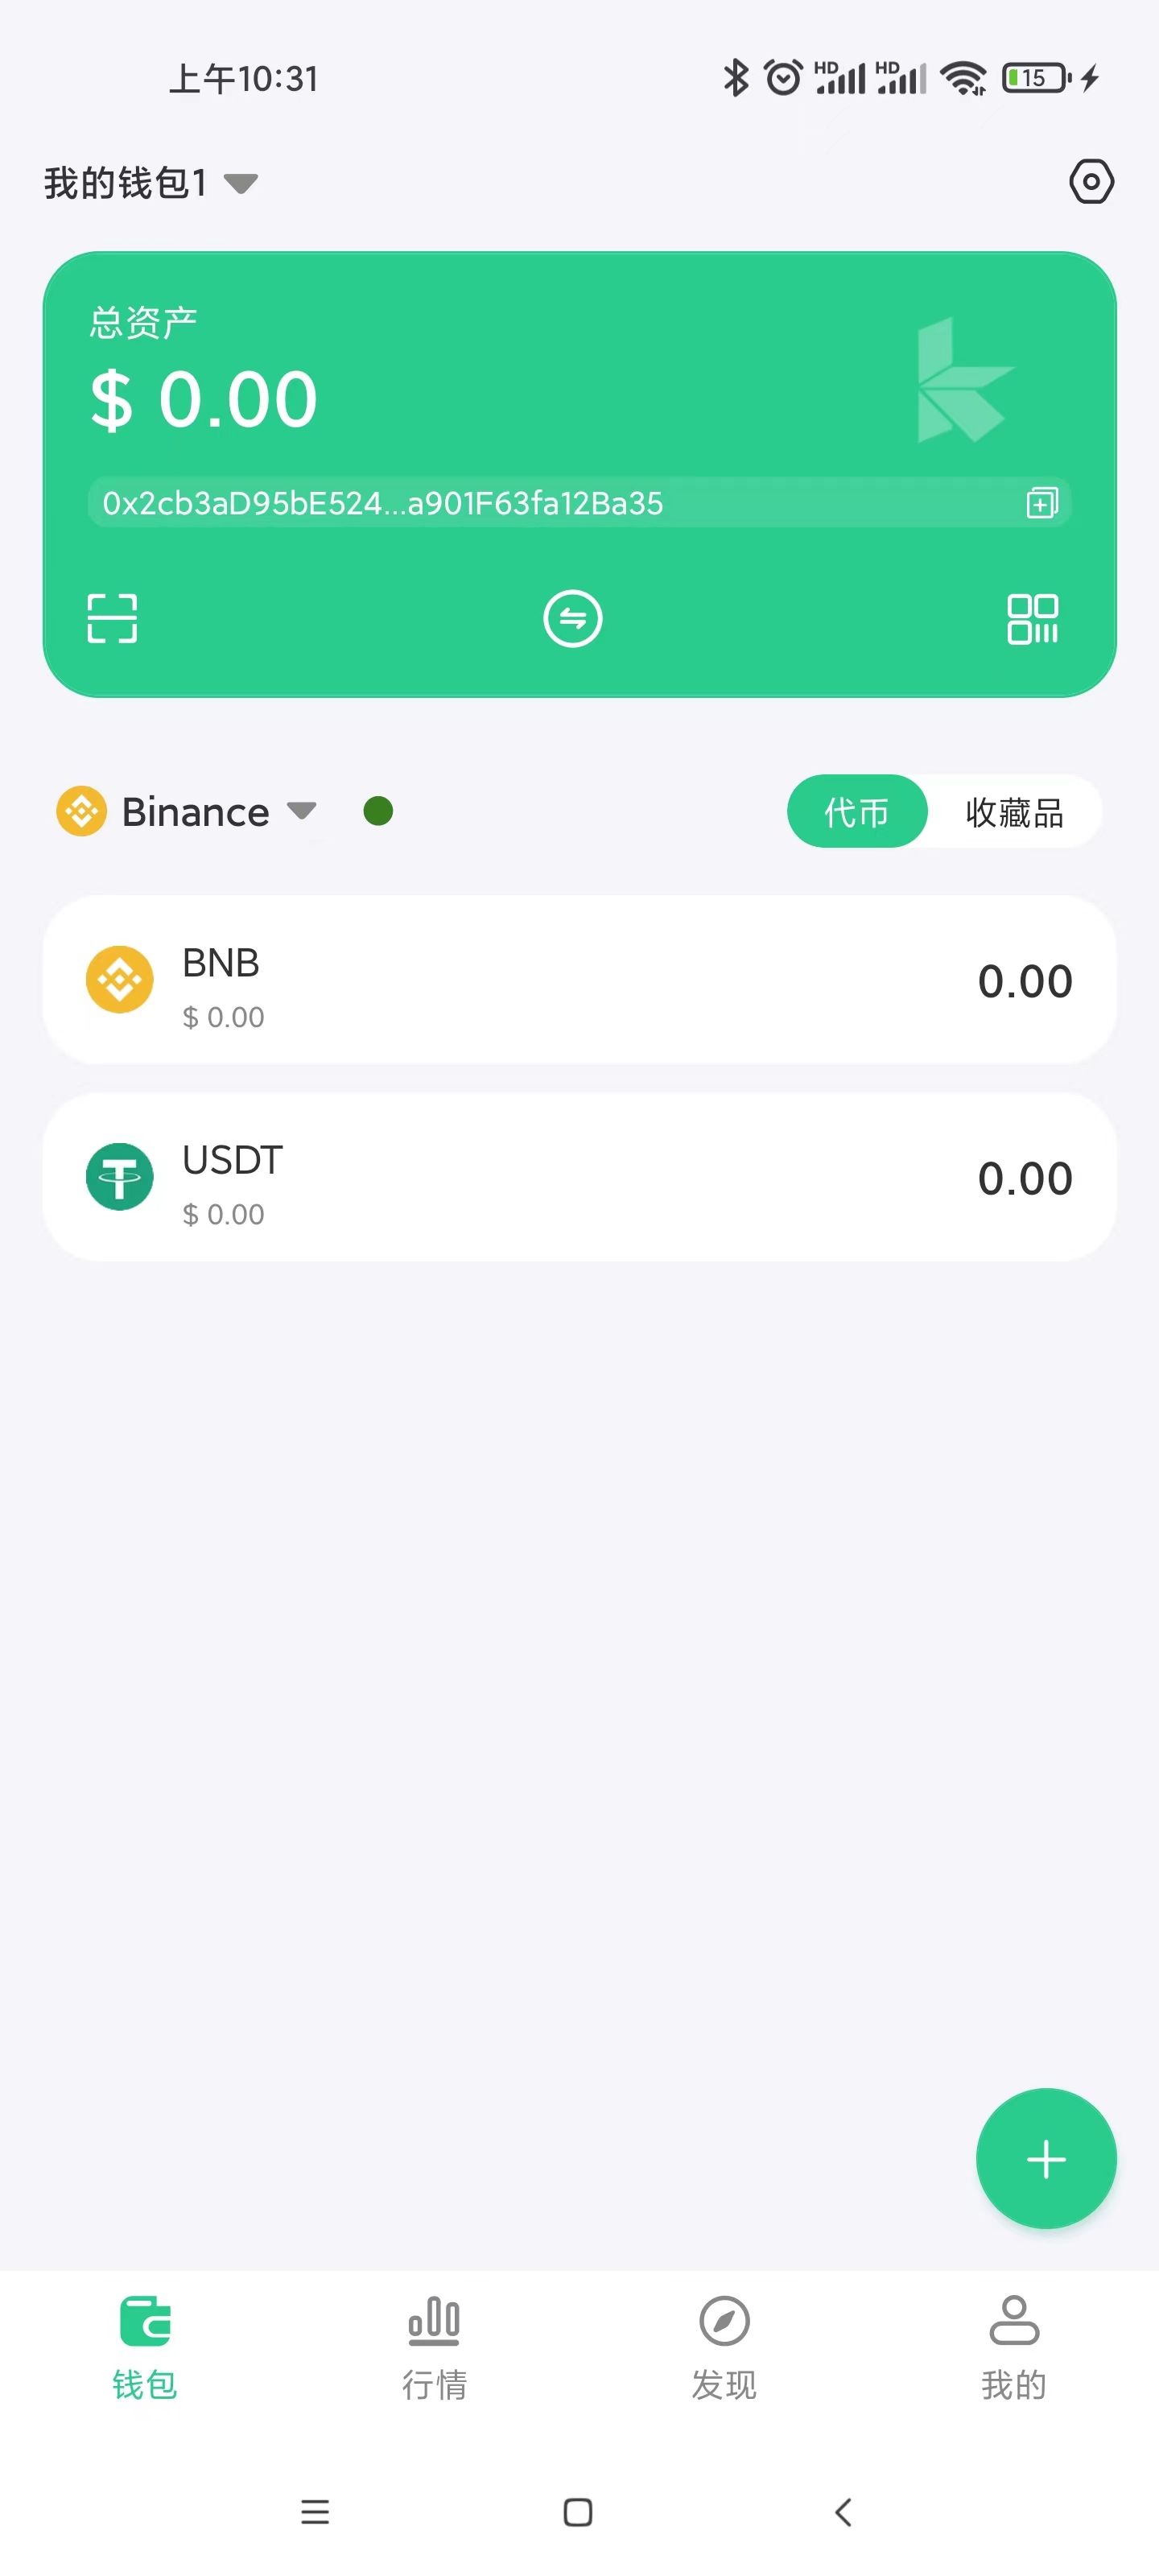 上午10:31
HD
HD
15
我的钱包1
总资产
$ 0.00
0x2cb3aD95bE524...a901F63fa12Ba35
Binance
代币
收藏品
BNB
0.00
$ 0.00
USDT
0.00
$ 0.00
钱包
行情
发现
我的